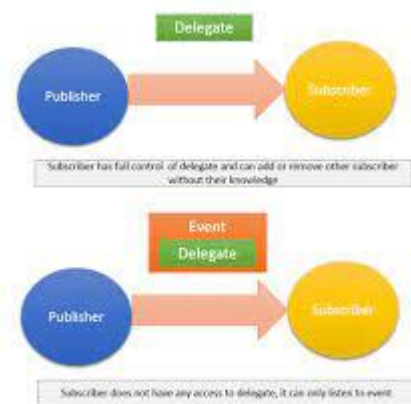 Delegate
Publisher
Subscriber
Subscriber has full control of delegate and can add or remove other subscriber
without their knowledge
Event
Delegate
Publisher
Subscriber
Subscriber does not have any access to delegate, it can only listen to event